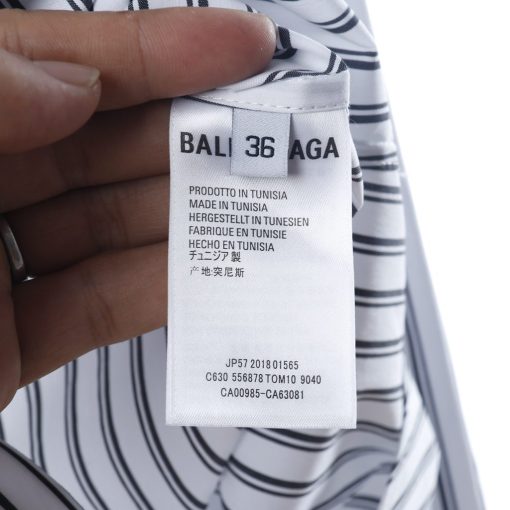 BAL 36 AGA
PRODOTTO IN TUNISIA
MADE IN TUNISIA
HERGESTELLT IN TUNESIEN
FABRIQUE EN TUNISIE
HECHO EN TUNISIA
チュニジア製
产地:突尼斯
JP57 2018 01565
C630 556878 TOM10 9040
CA00985-CA63081